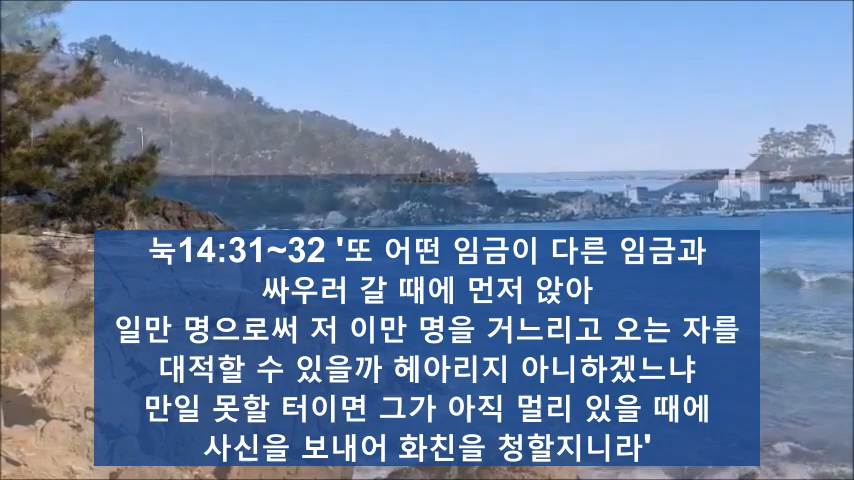 눅14:31~32 '또 어떤 임금이 다른 임금과
싸우러 갈 때에 먼저 앉아
일만 명으로써 저 이만 명을 거느리고 오는 자를
대적할 수 있을까 헤아리지 아니하겠느냐
만일 못할 터이면 그가 아직 멀리 있을 때에
사신을 보내어 화친을 청할지니라'